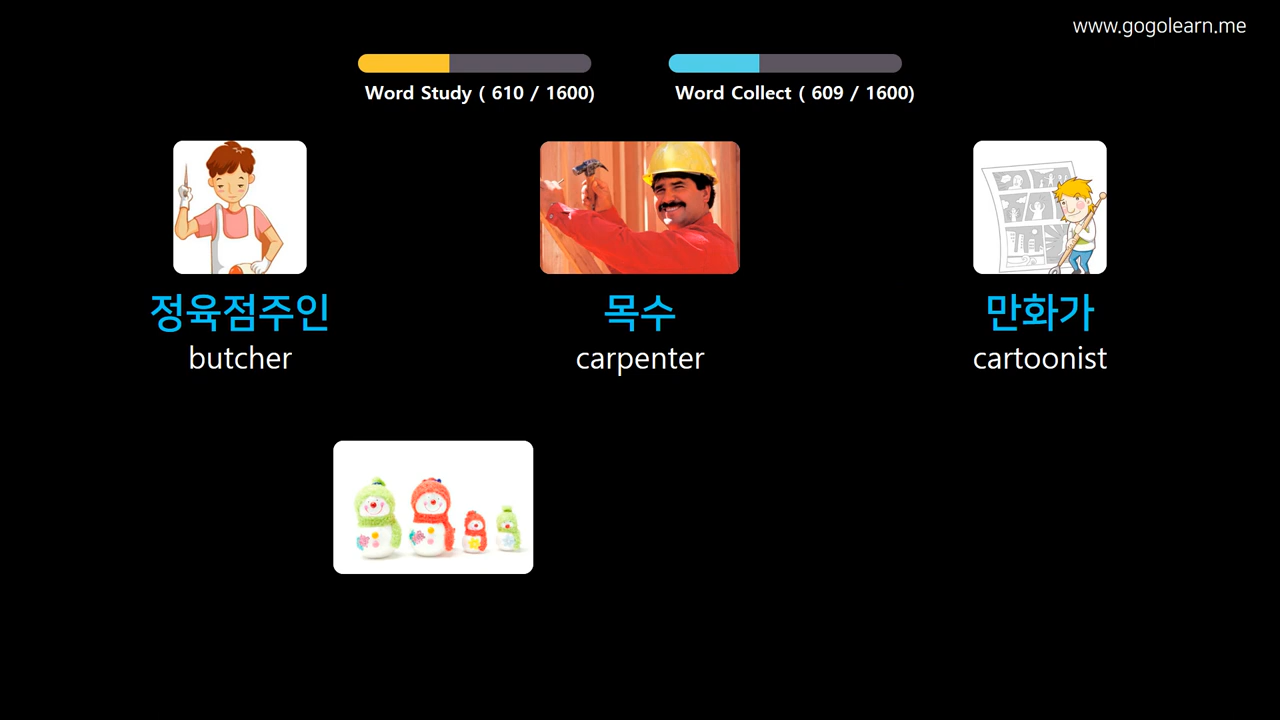 www.gogolearn.me
Word Study ( 610 / 1600)
Word Collect ( 609 / 1600)
정육점주인
목수
만화가
butcher
carpenter
cartoonist